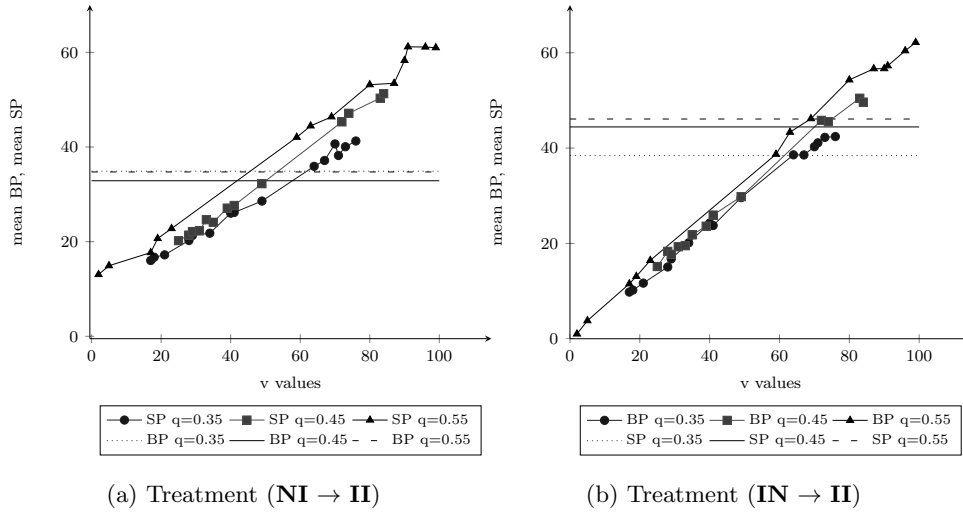 mean BP, mean SP
60
40
20
0
0 20 40 60 80 100
v values
SP q=0.35 SP q=0.45 SP q=0.55
BP q=0.35 BP q=0.45 BP q=0.55
(a) Treatment (NI → II)
mean BP, mean SP
60
40
20
0
0 20 40 60 80 100
v values
BP q=0.35 BP q=0.45 BP q=0.55
SP q=0.35 SP q=0.45 SP q=0.55
(b) Treatment (IN → II)